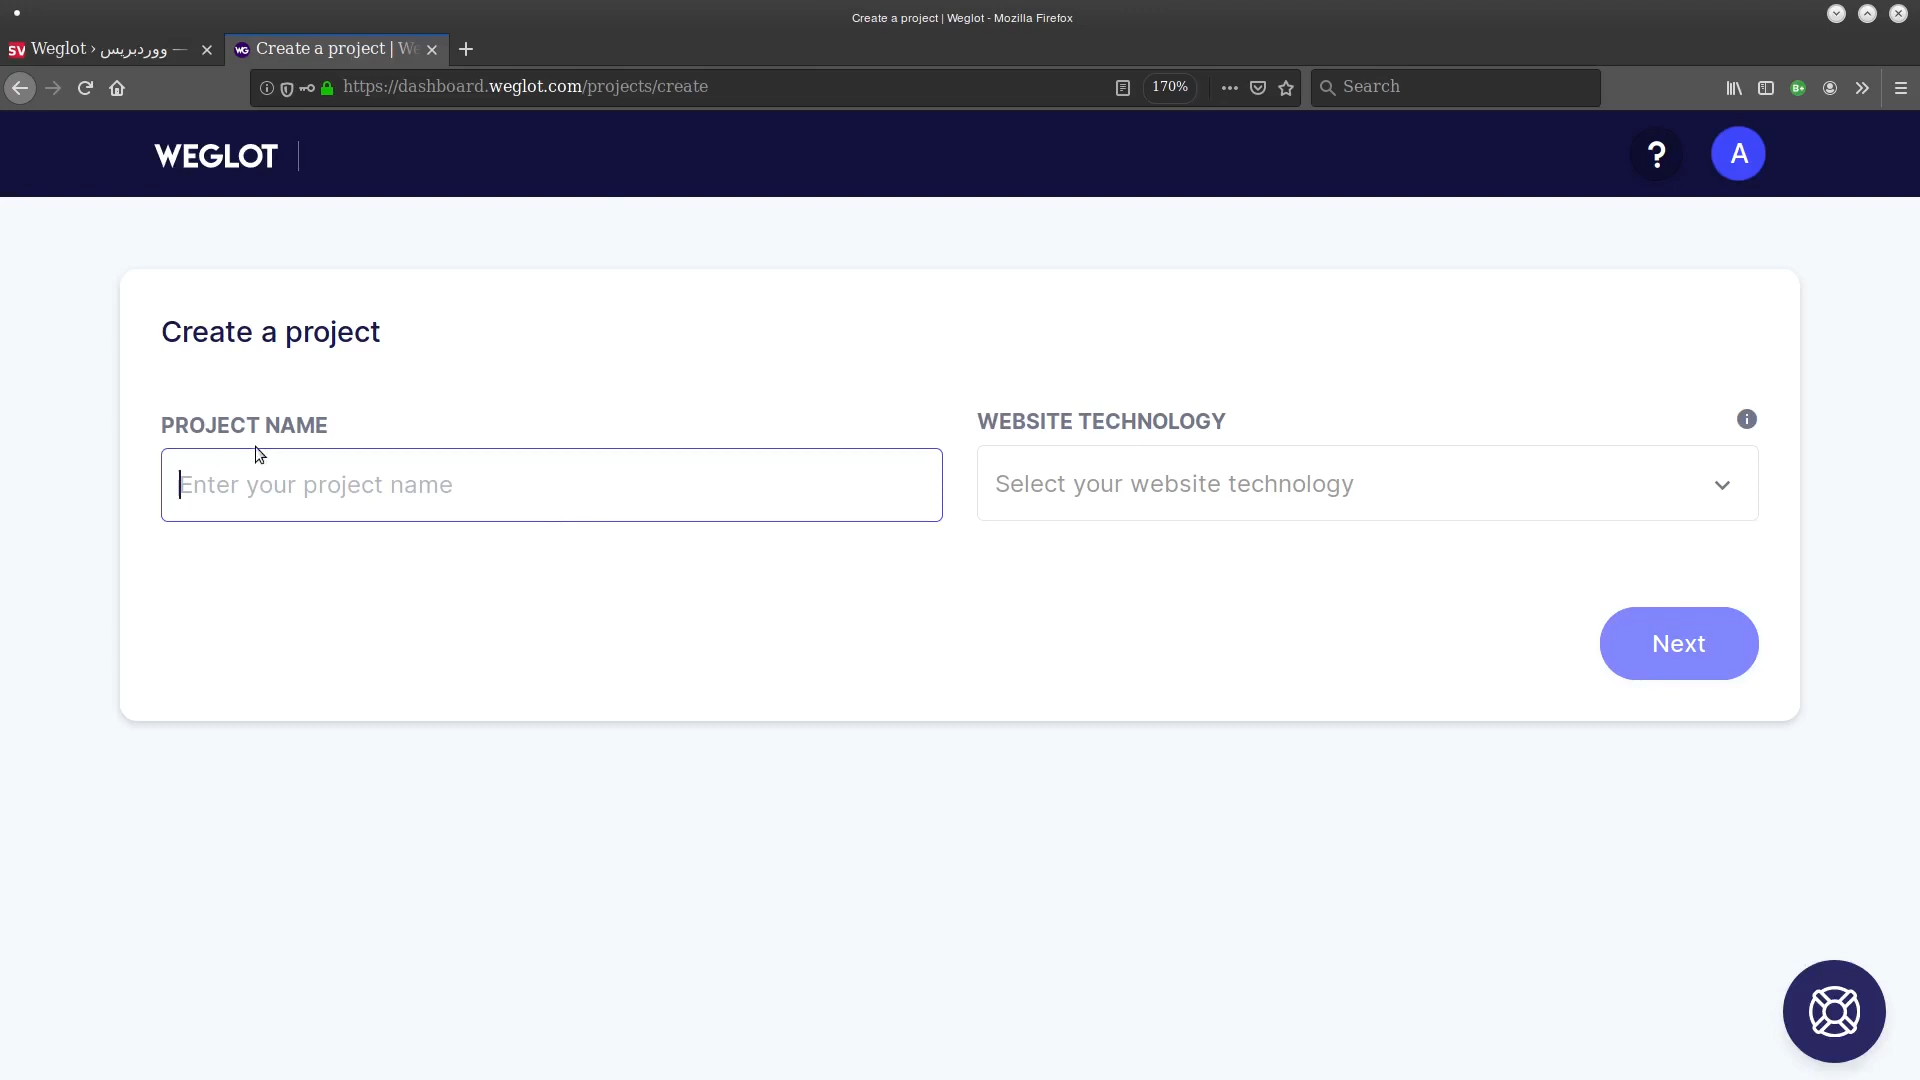 Create a project | Weglot - Mozilla Firefox
Weglot › ووردبريس —
Create a project | We
https://dashboard.weglot.com/projects/create
170%
Search
WEGLOT
?
A
Create a project
PROJECT NAME
Enter your project name
WEBSITE TECHNOLOGY
Select your website technology
Next